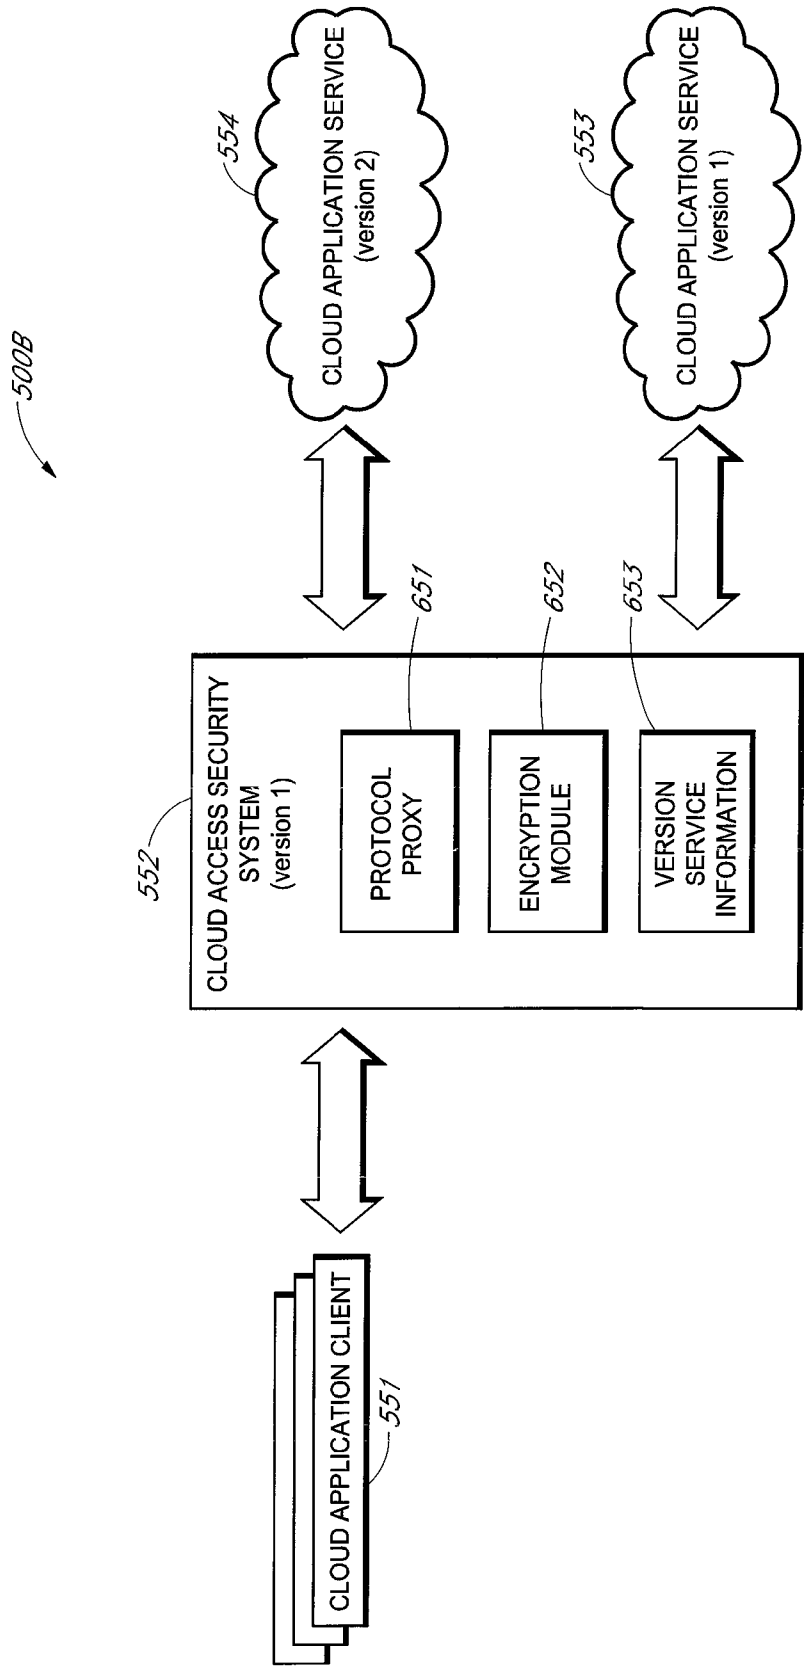 500B
551
CLOUD APPLICATION CLIENT
552
CLOUD ACCESS SECURITY
SYSTEM
(version 1)
PROTOCOL
PROXY
651
ENCRYPTION
MODULE
652
VERSION
SERVICE
INFORMATION
653
554
CLOUD APPLICATION SERVICE
(version 2)
553
CLOUD APPLICATION SERVICE
(version 1)